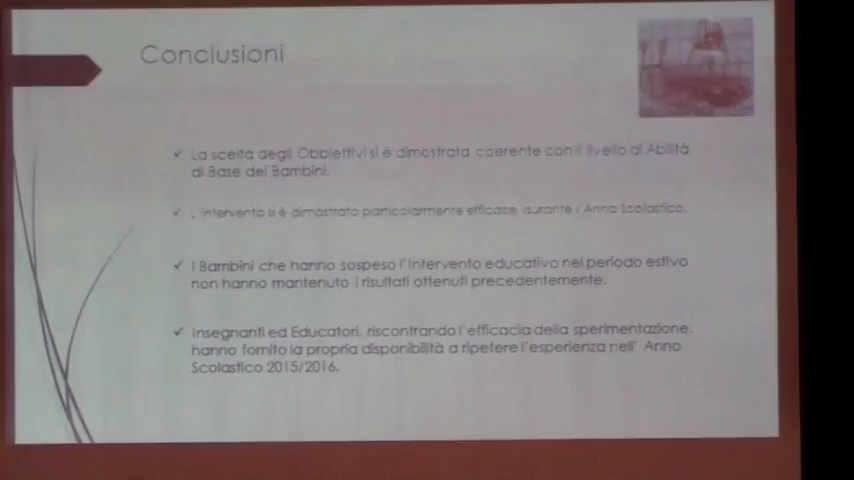 Conclusioni
La scelta degli Obbiettivi si è dimostrata coerente con il livello di Abilità
di Base dei Bambini.
L'Intervento si è dimostrato particolarmente efficace durante l'Anno Scolastico.
I Bambini che hanno sospeso l'Intervento educativo nel periodo estivo
non hanno mantenuto i risultati ottenuti precedentemente.
Insegnanti ed Educatori, riscontrando l'efficacia della sperimentazione,
hanno fornito la propria disponibilità a ripetere l'esperienza nell' Anno
Scolastico 2015/2016.